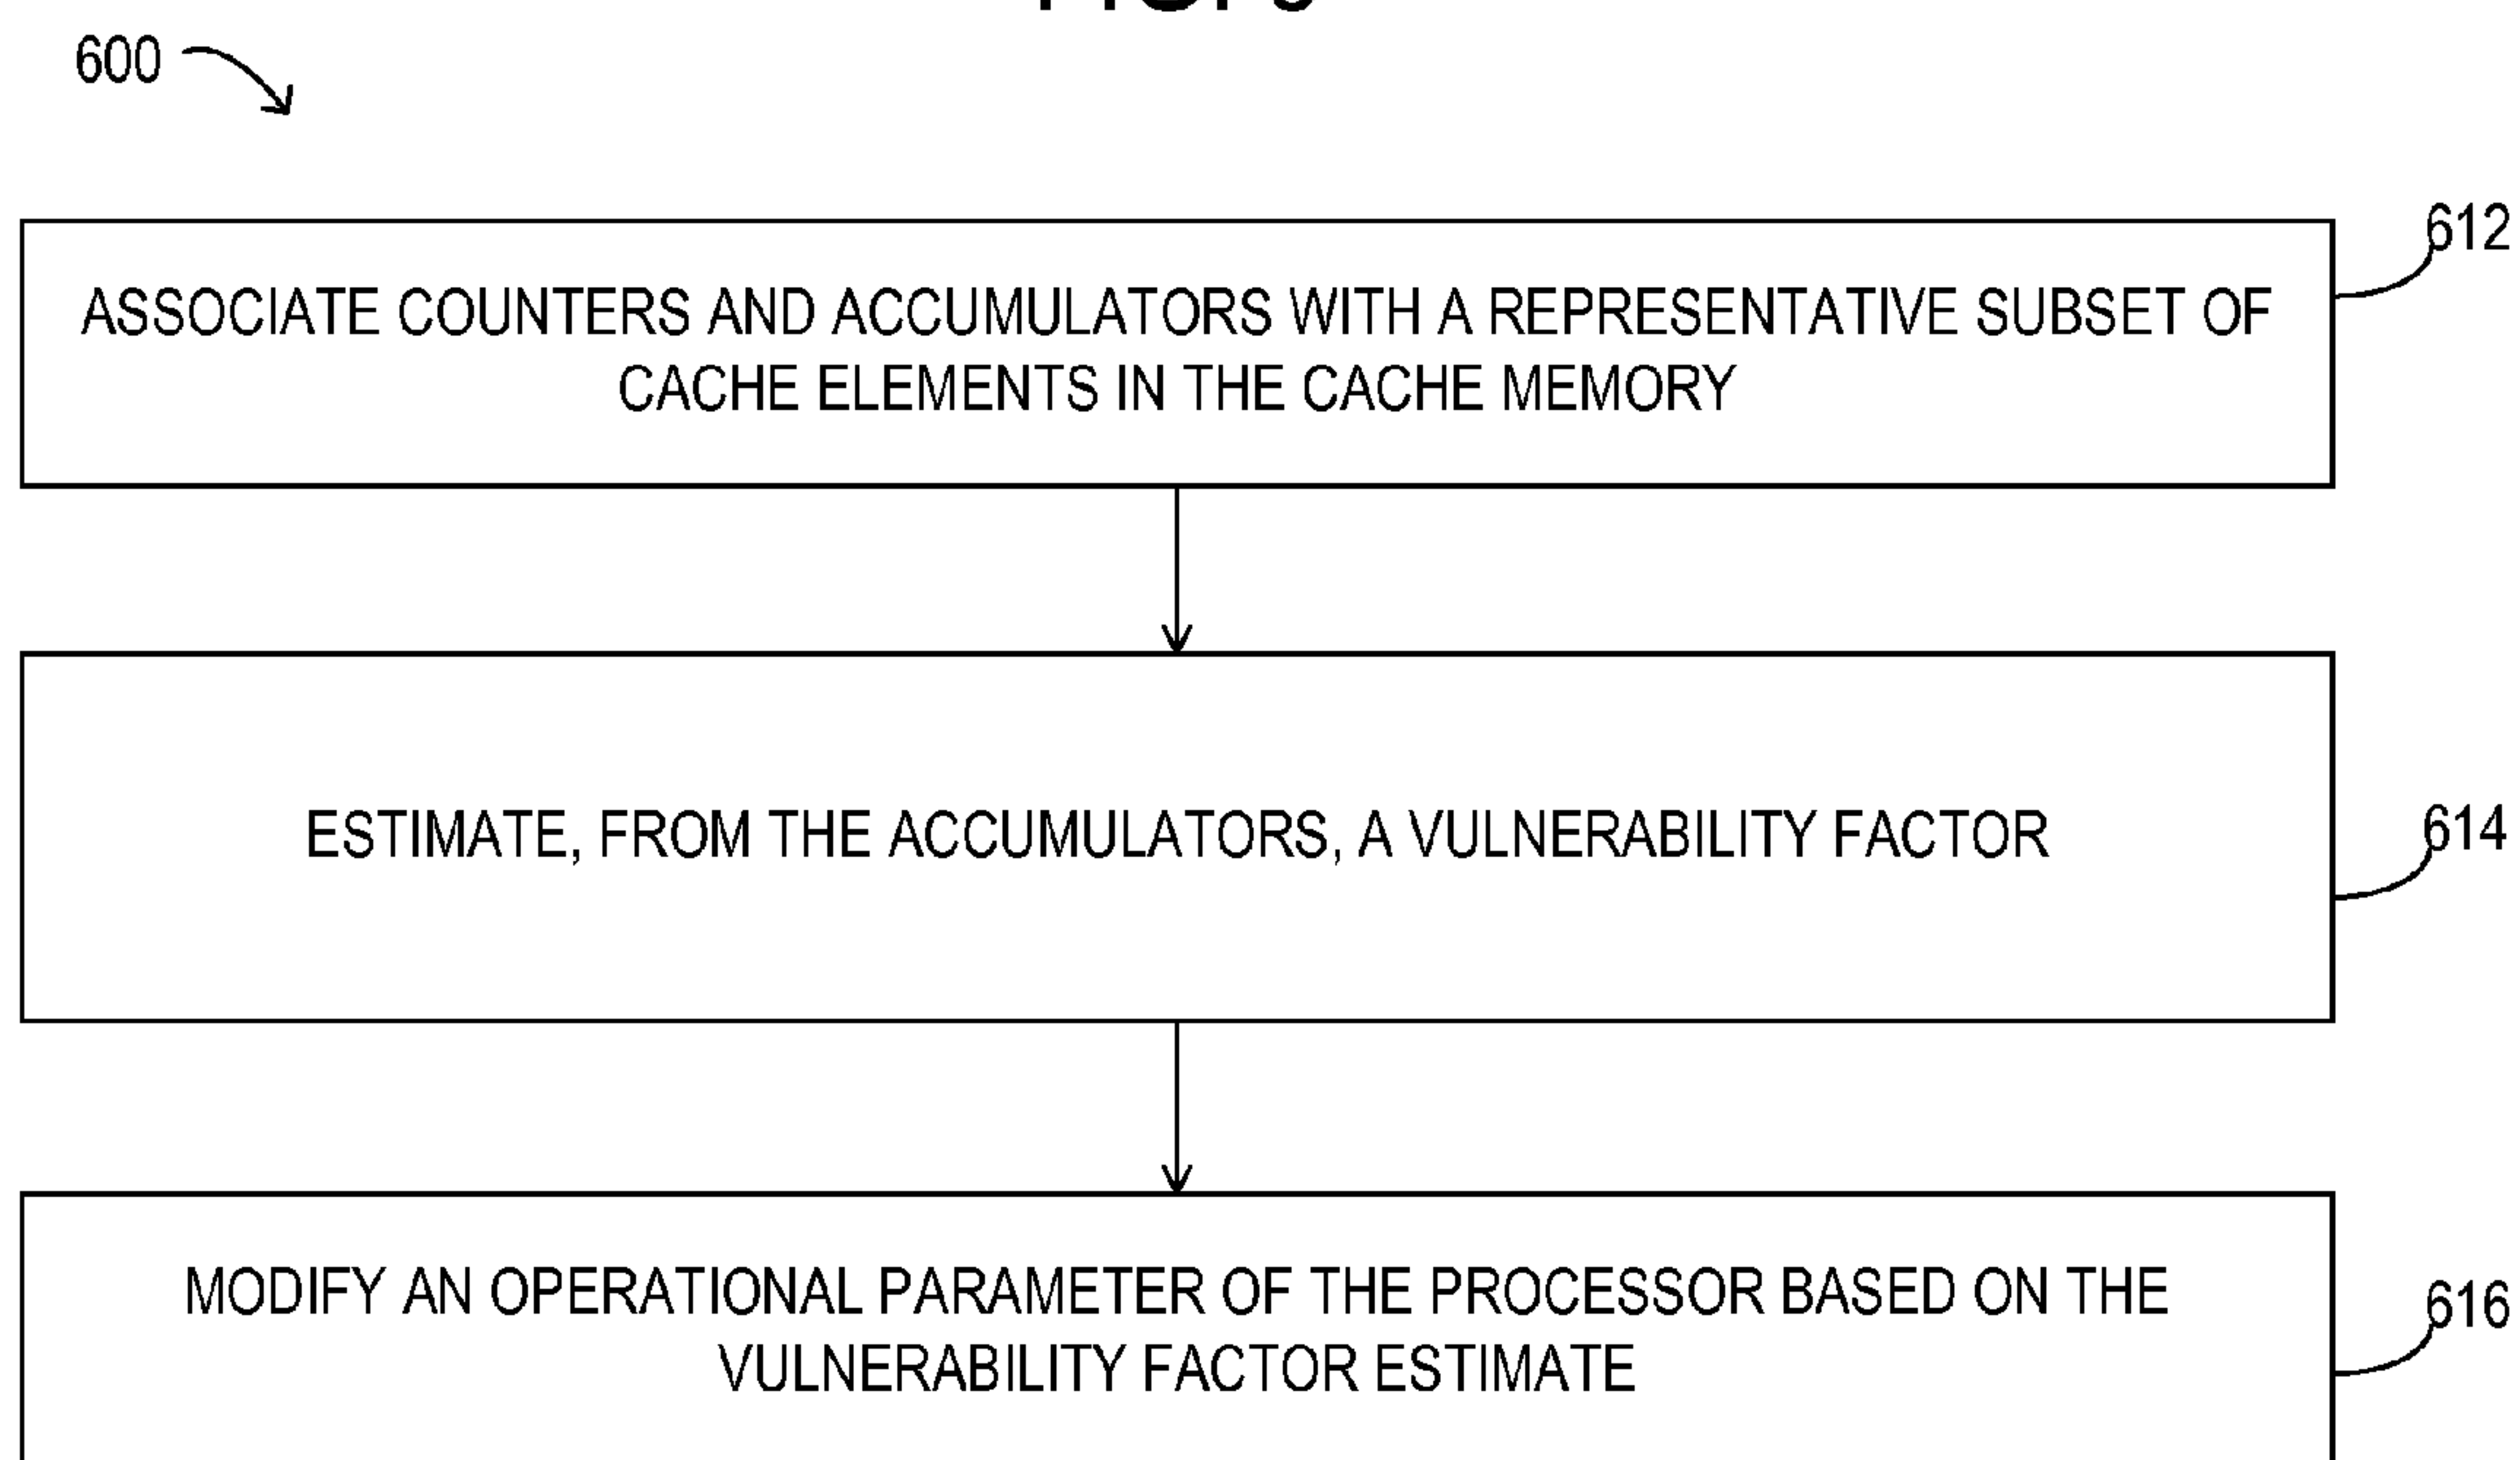 600
612
ASSOCIATE COUNTERS AND ACCUMULATORS WITH A REPRESENTATIVE SUBSET OF
CACHE ELEMENTS IN THE CACHE MEMORY
614
ESTIMATE, FROM THE ACCUMULATORS, A VULNERABILITY FACTOR
616
MODIFY AN OPERATIONAL PARAMETER OF THE PROCESSOR BASED ON THE
VULNERABILITY FACTOR ESTIMATE